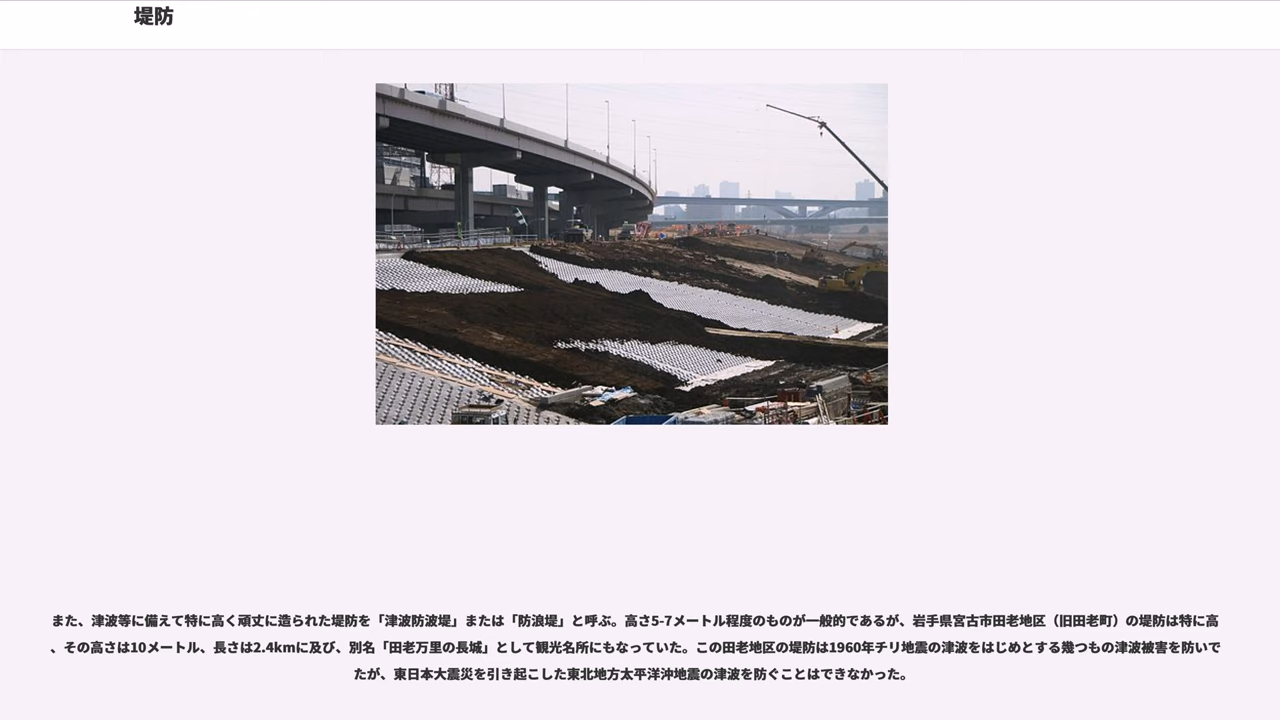 堤防
また、津波等に備えて特に高く頑丈に造られた堤防を「津波防波堤」または「防浪堤」と呼ぶ。高さ5-7メートル程度のものが一般的であるが、岩手県宮古市田老地区（旧田老町）の堤防は特に高
、その高さは10メートル、長さは2.4kmに及び、別名「田老万里の長城」として観光名所にもなっていた。この田老地区の堤防は1960年チリ地震の津波をはじめとする幾つもの津波被害を防いで
たが、東日本大震災を引き起こした東北地方太平洋沖地震の津波を防ぐことはできなかった。